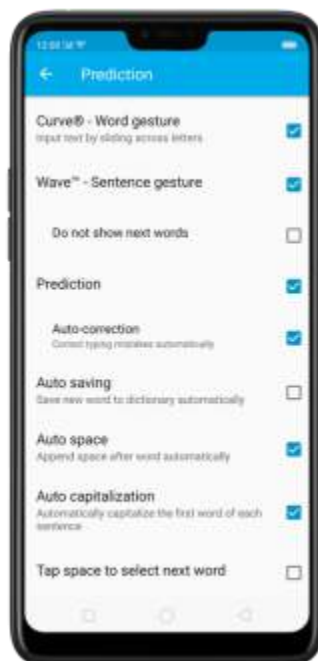 Prediction
Curve® - Word gesture
Input text by sliding across letters
Wave™ - Sentence gesture
Do not show next words
Prediction
Auto-correction
Correct typing mistakes automatically
Auto saving
Save new word to dictionary automatically
Auto space
Append space after word automatically
Auto capitalization
Automatically capitalize the first word of each
sentence
Tap space to select next word